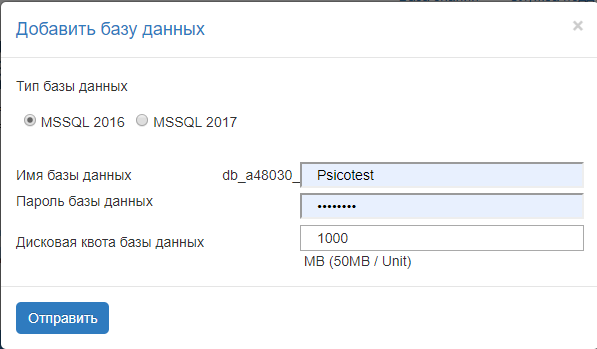 Добавить базу данных ×
Тип базы данных
MSSQL 2016 MSSQL 2017
Имя базы данных db_a48030_ Psicotest
Пароль базы данных ••••••••
Дисковая квота базы данных 1000
MB (50MB / Unit)
Отправить